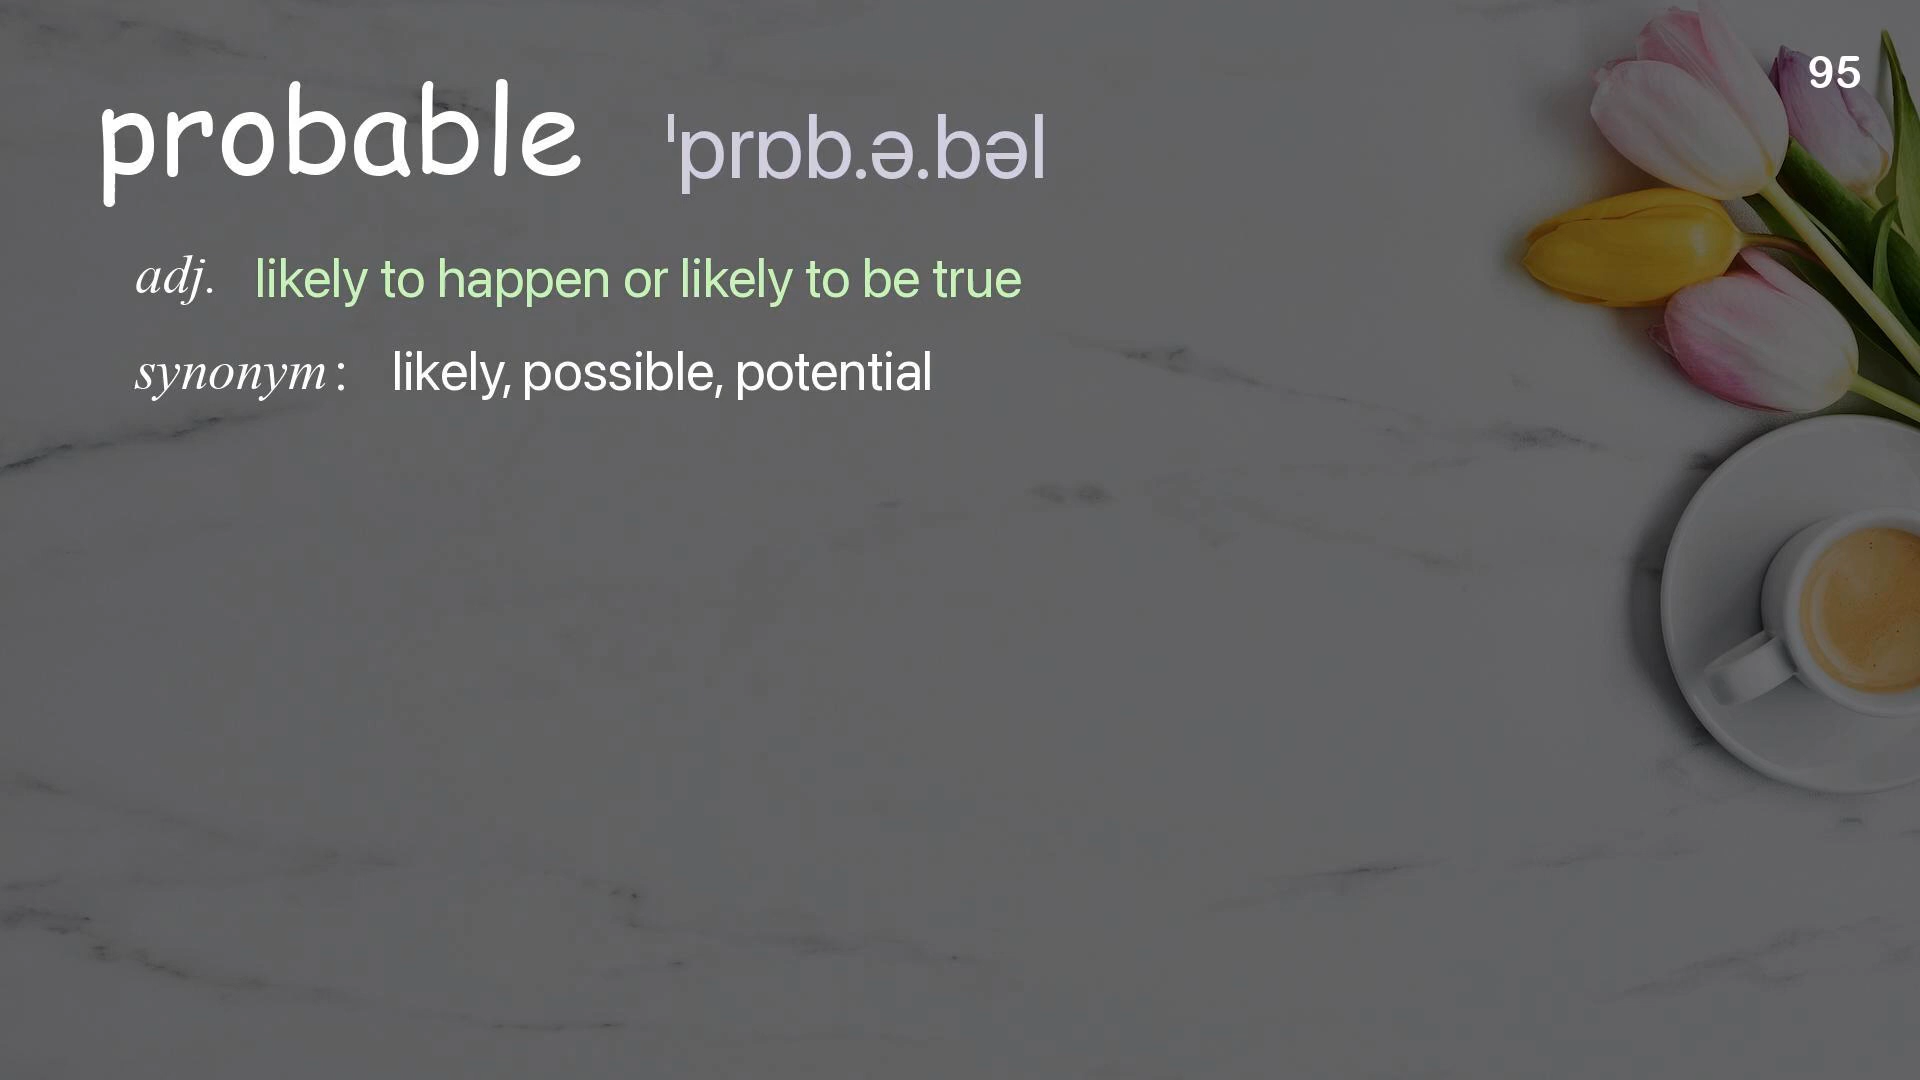 95
probable ˈprɒb.ə.bəl
adj. likely to happen or likely to be true
synonym: likely, possible, potential